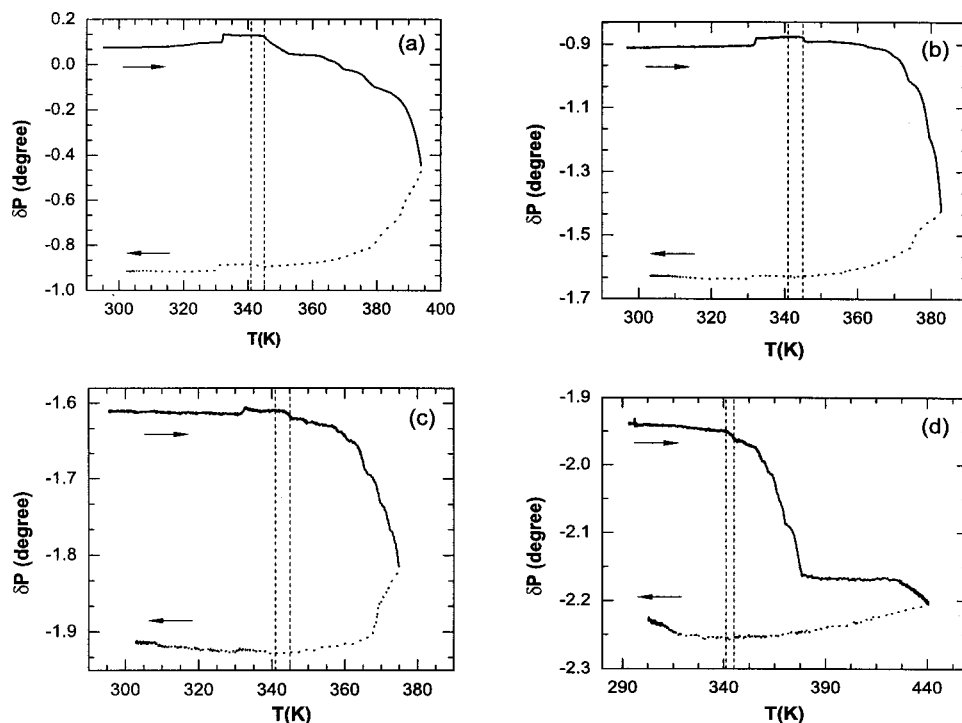 (a)
0.2
0.0
-0.2
-0.4
-0.6
-0.8
-1.0
δP (degree)
300 320 340 360 380 400
T(K)
(b)
-0.9
-1.1
-1.3
-1.5
-1.7
δP (degree)
300 320 340 360 380
T(K)
(c)
-1.6
-1.7
-1.8
-1.9
δP (degree)
300 320 340 360 380
T(K)
(d)
-1.9
-2.0
-2.1
-2.2
-2.3
δP (degree)
290 340 390 440
T(K)